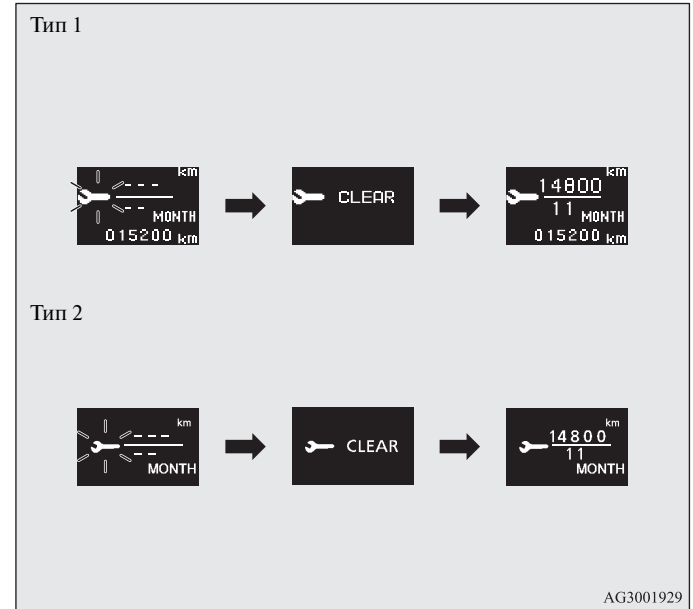 Тип 1
km
- - -
- -
MONTH
015200 km
CLEAR
km
14800
11
MONTH
015200 km
Тип 2
km
- - -
- -
MONTH
CLEAR
km
14800
11
MONTH
AG3001929